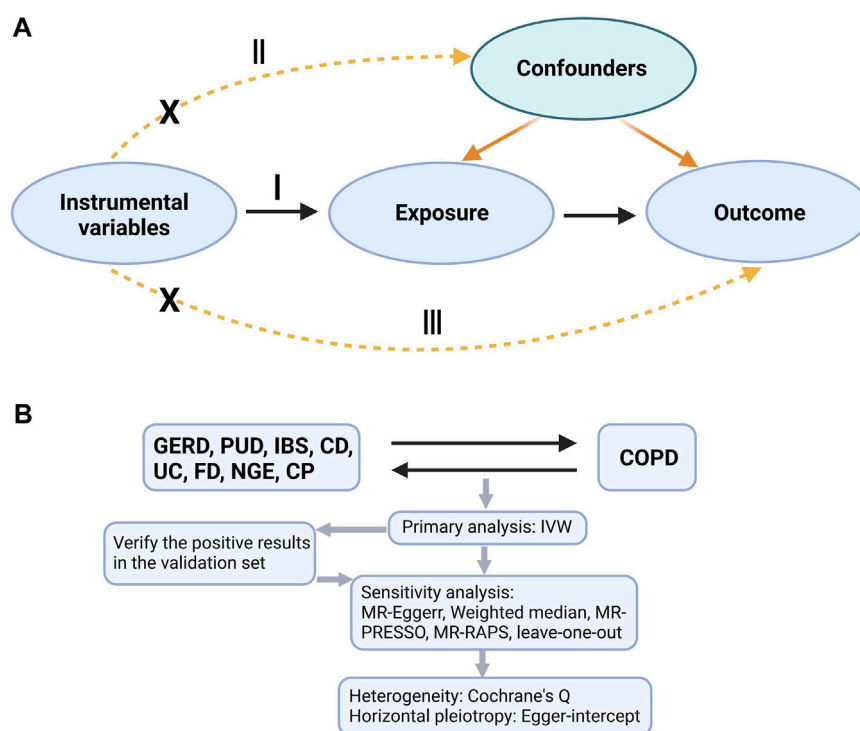 A
II
Confounders
X
I
Instrumental
variables
Exposure
Outcome
X
III
B
GERD, PUD, IBS, CD,
UC, FD, NGE, CP
COPD
Primary analysis: IVW
Verify the positive results
in the validation set
Sensitivity analysis:
MR-Eggerr, Weighted median, MR-
PRESSO, MR-RAPS, leave-one-out
Heterogeneity: Cochrane's Q
Horizontal pleiotropy: Egger-intercept